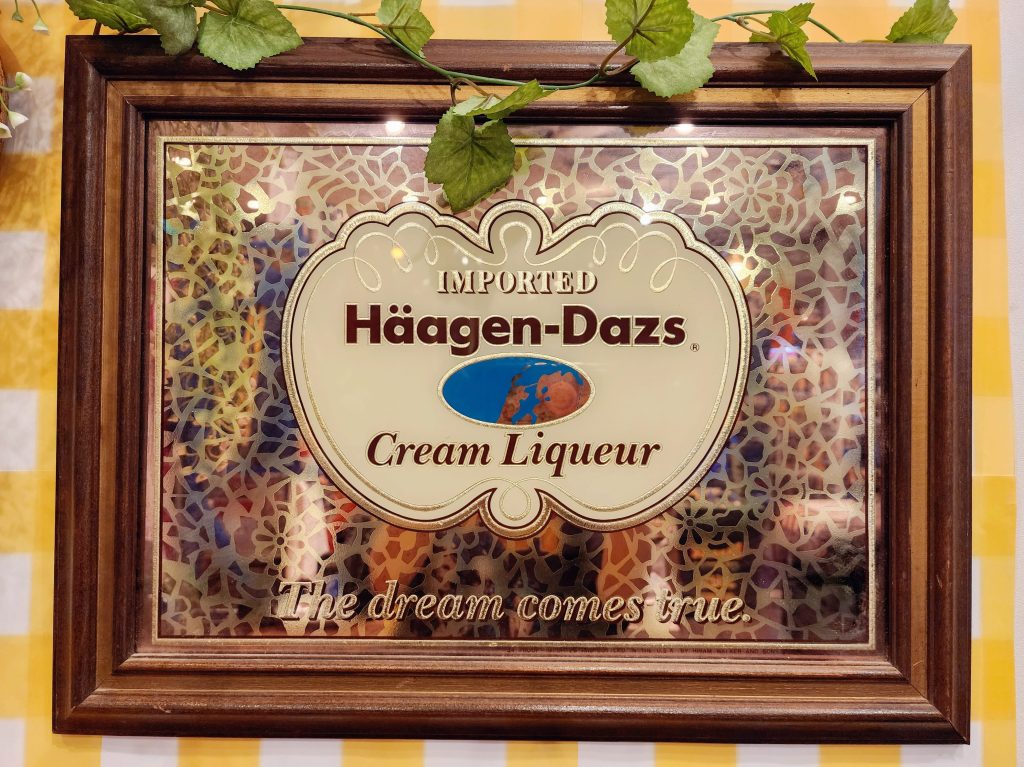 IMPORTED
Häagen-Dazs®
Cream Liqueur
The dream comes true.